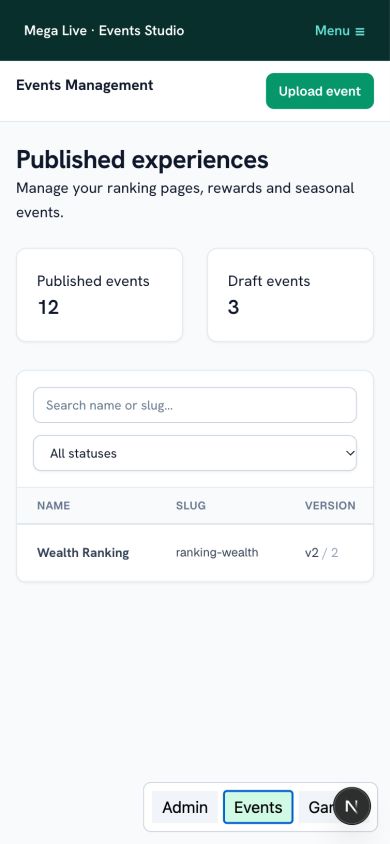 Mega Live · Events Studio
Menu ≡
Events Management
Upload event
Published experiences
Manage your ranking pages, rewards and seasonal
events.
Published events
12
Draft events
3
Search name or slug...
All statuses
NAME SLUG VERSION
Wealth Ranking ranking-wealth v2 / 2
Admin Events Gar
N